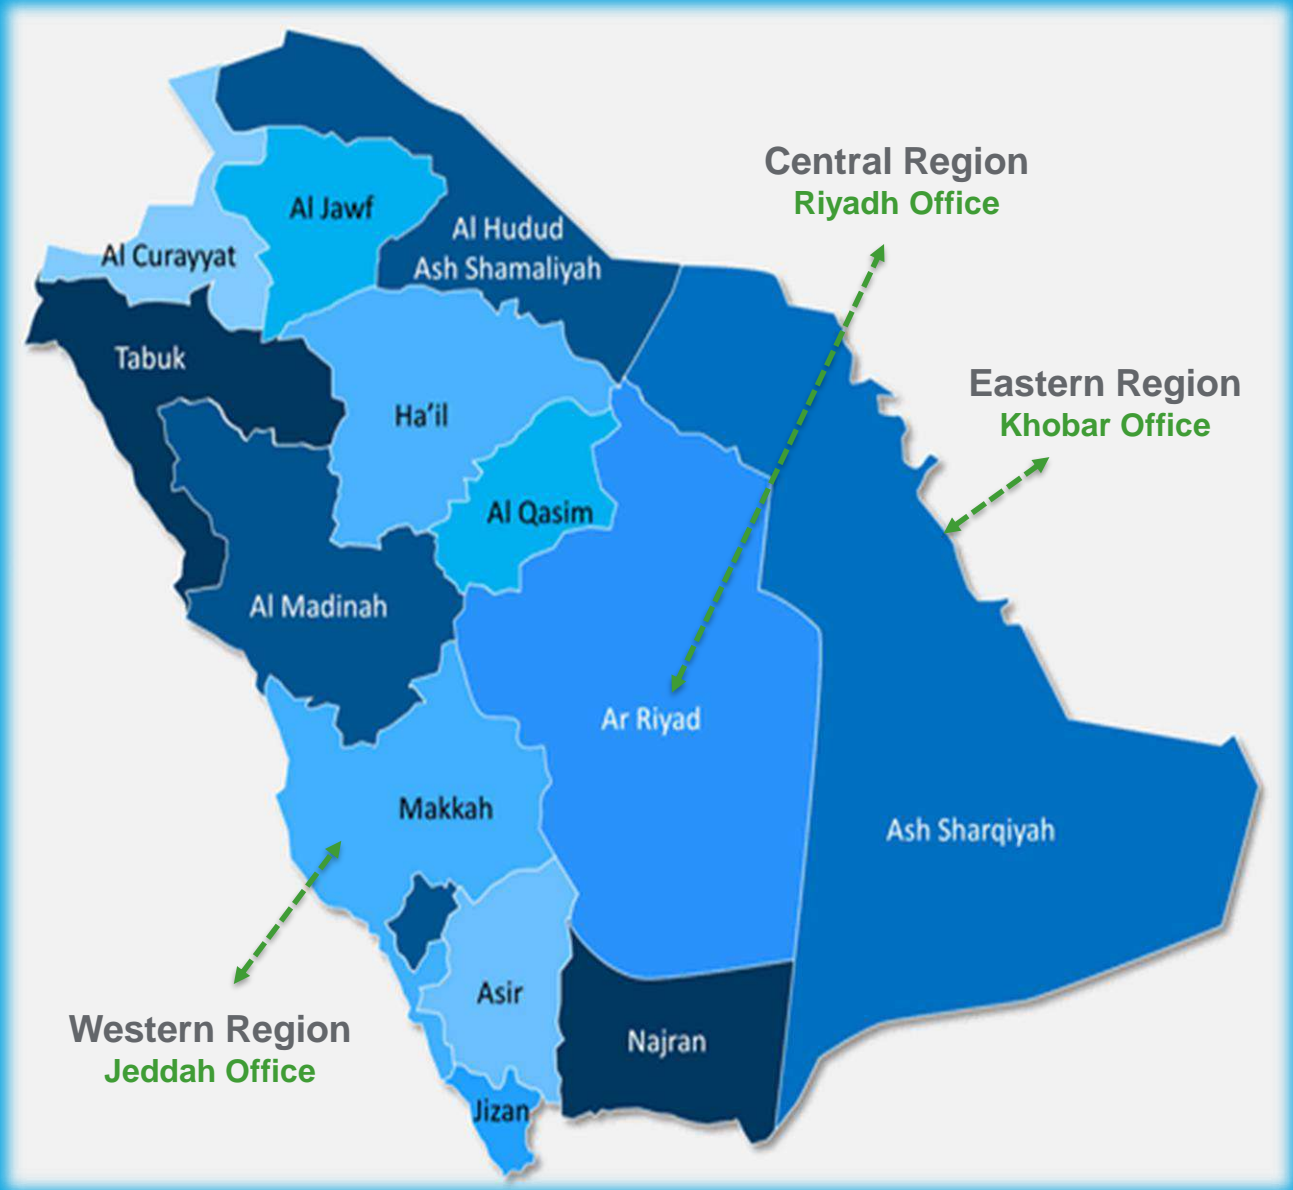 Central Region
Riyadh Office
Al Jawf
Al Hudud
Ash Shamaliyah
Al Curayyat
Tabuk
Eastern Region
Khobar Office
Ha'il
Al Qasim
Al Madinah
Ar Riyad
Makkah
Ash Sharqiyah
Asir
Western Region
Jeddah Office
Najran
Jizan